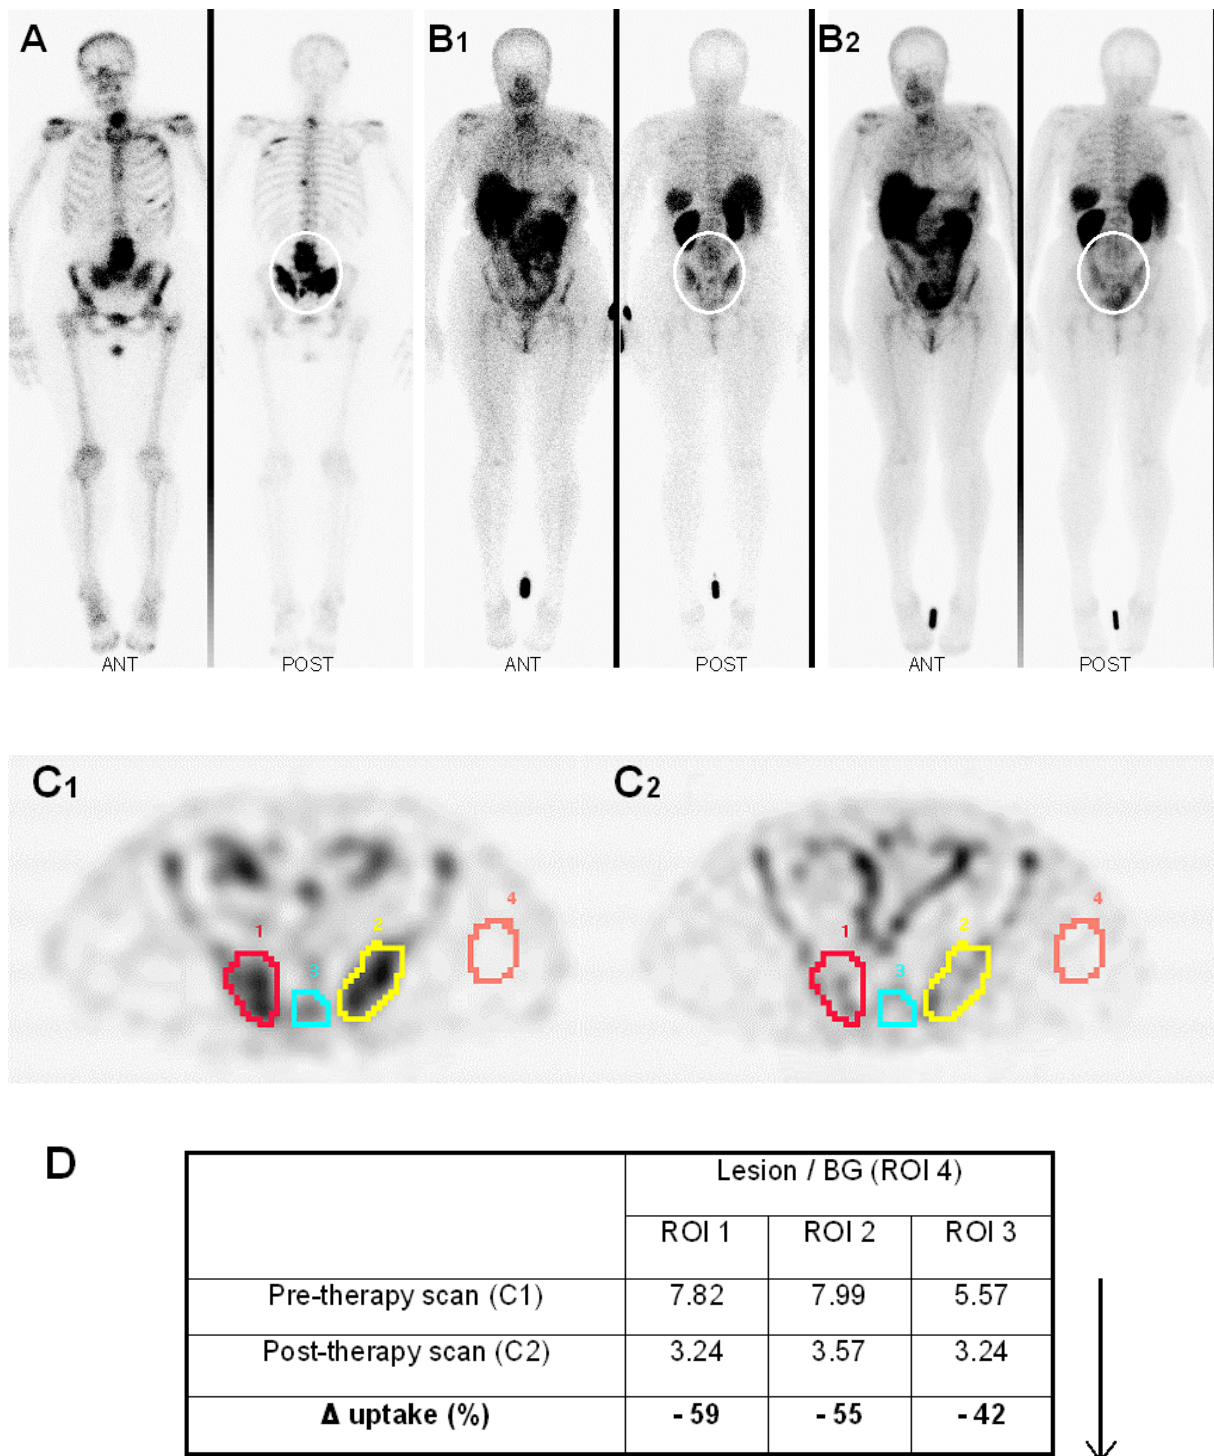 A B1 B2
ANT POST ANT POST ANT POST
C1 C2
1 2 3 4 1 2 3 4
D
Lesion / BG (ROI 4)
ROI 1 ROI 2 ROI 3
Pre-therapy scan (C1) 7.82 7.99 5.57
Post-therapy scan (C2) 3.24 3.57 3.24
Δ uptake (%) - 59 - 55 - 42